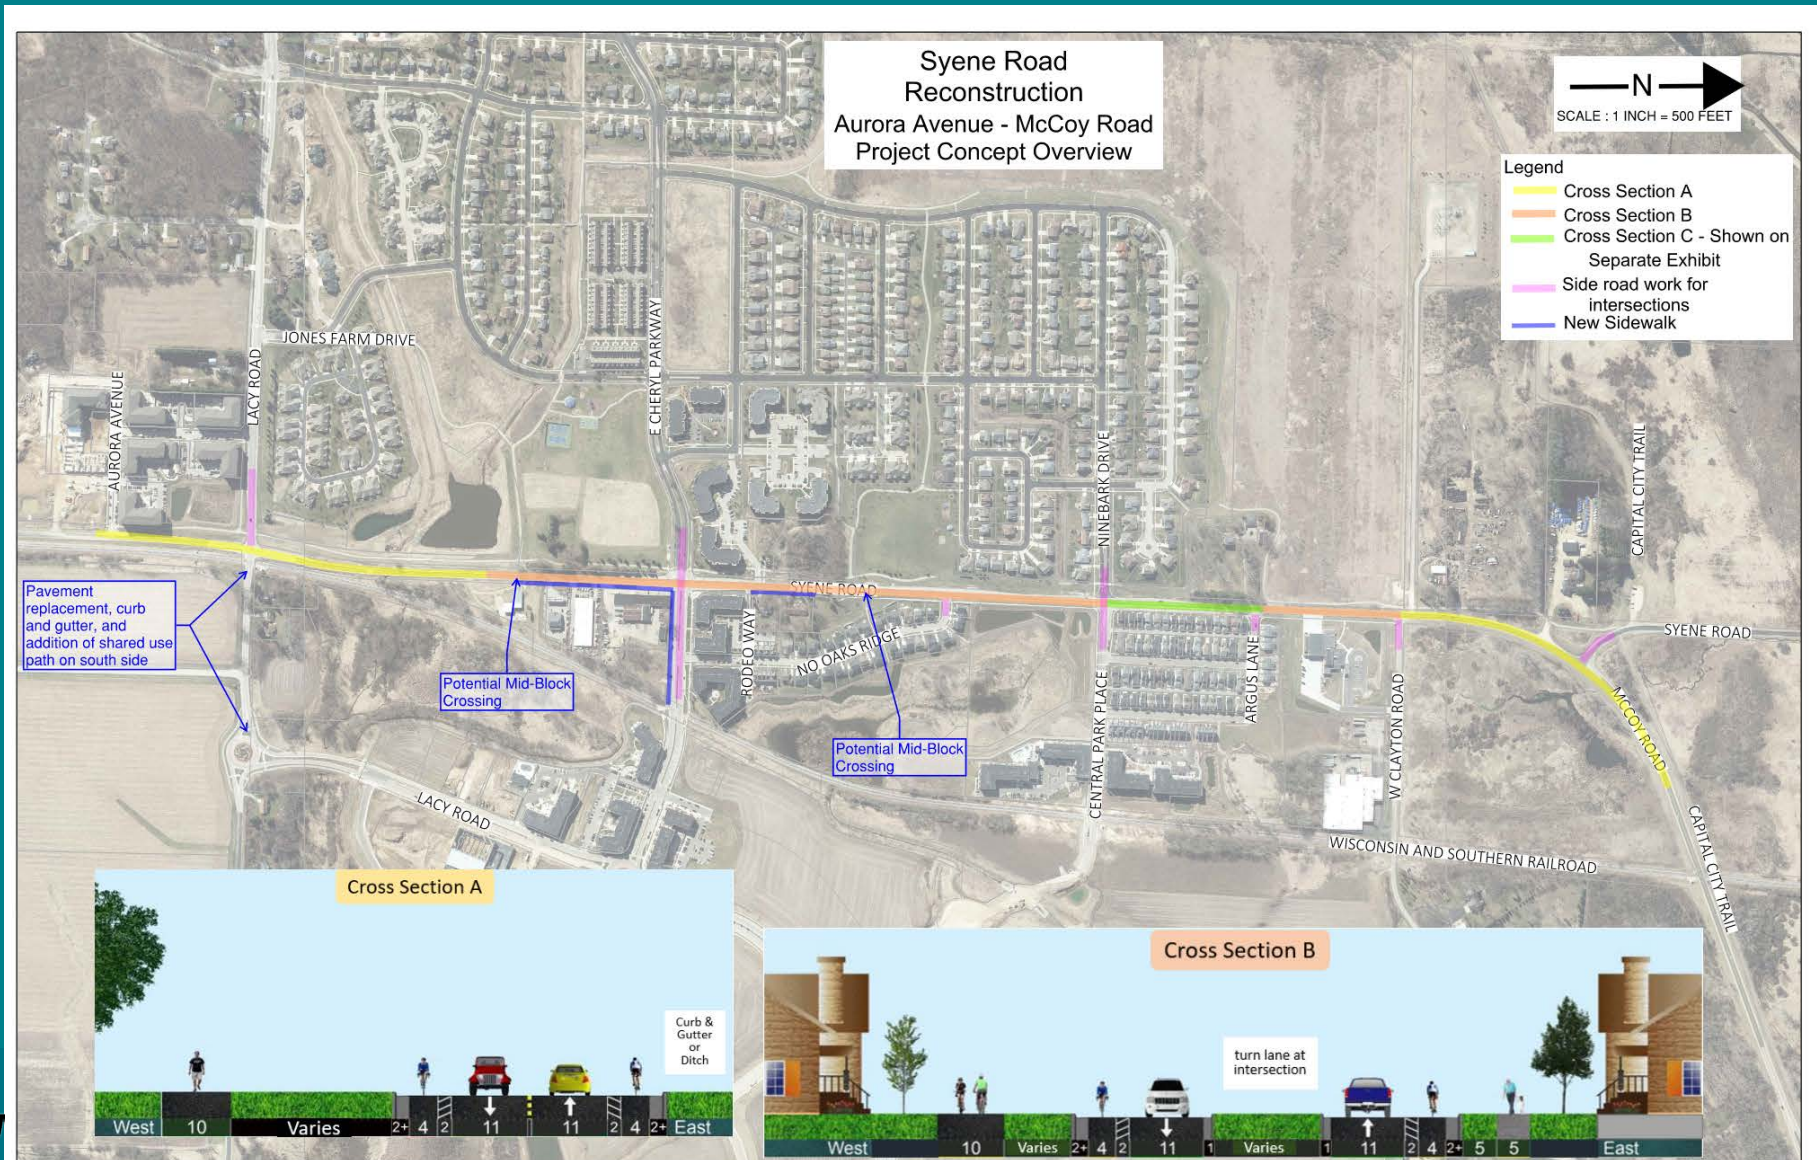 Syene Road
Reconstruction
Aurora Avenue - McCoy Road
Project Concept Overview
N
SCALE : 1 INCH = 500 FEET
Legend
Cross Section A
Cross Section B
Cross Section C - Shown on
Separate Exhibit
Side road work for
intersections
New Sidewalk
JONES FARM DRIVE
LACY ROAD
AURORA AVENUE
E CHERYL PARKWAY
NINEBARK DRIVE
CAPITAL CITY TRAIL
SYENE ROAD
SYENE ROAD
Pavement
replacement, curb
and gutter, and
addition of shared use
path on south side
Potential Mid-Block
Crossing
RODEO WAY
NO OAKS RIDGE
Potential Mid-Block
Crossing
CENTRAL PARK PLACE
ARGUS LANE
W CLAYTON ROAD
MCCOY ROAD
LACY ROAD
WISCONSIN AND SOUTHERN RAILROAD
CAPITAL CITY TRAIL
Cross Section A
Curb &
Gutter
or
Ditch
West 10 Varies 2+ 4 2 11 11 2 4 2+ East
Cross Section B
turn lane at
intersection
West 10 Varies 2+ 4 2 11 1 Varies 1 11 2 4 2+ 5 5 East